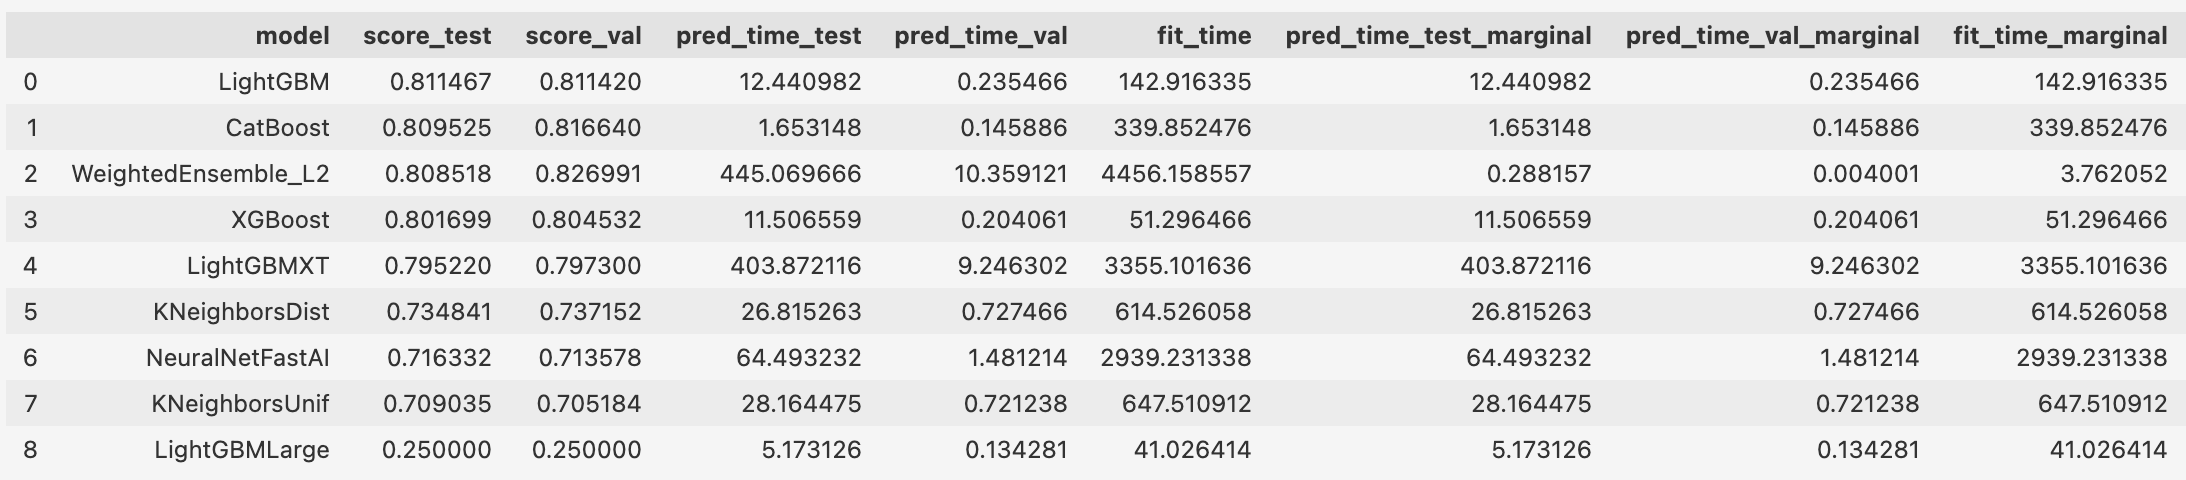 model score_test score_val pred_time_test pred_time_val fit_time pred_time_test_marginal pred_time_val_marginal fit_time_marginal
0 LightGBM 0.811467 0.811420 12.440982 0.235466 142.916335 12.440982 0.235466 142.916335
1 CatBoost 0.809525 0.816640 1.653148 0.145886 339.852476 1.653148 0.145886 339.852476
2 WeightedEnsemble_L2 0.808518 0.826991 445.069666 10.359121 4456.158557 0.288157 0.004001 3.762052
3 XGBoost 0.801699 0.804532 11.506559 0.204061 51.296466 11.506559 0.204061 51.296466
4 LightGBMXT 0.795220 0.797300 403.872116 9.246302 3355.101636 403.872116 9.246302 3355.101636
5 KNeighborsDist 0.734841 0.737152 26.815263 0.727466 614.526058 26.815263 0.727466 614.526058
6 NeuralNetFastAI 0.716332 0.713578 64.493232 1.481214 2939.231338 64.493232 1.481214 2939.231338
7 KNeighborsUnif 0.709035 0.705184 28.164475 0.721238 647.510912 28.164475 0.721238 647.510912
8 LightGBMLarge 0.250000 0.250000 5.173126 0.134281 41.026414 5.173126 0.134281 41.026414